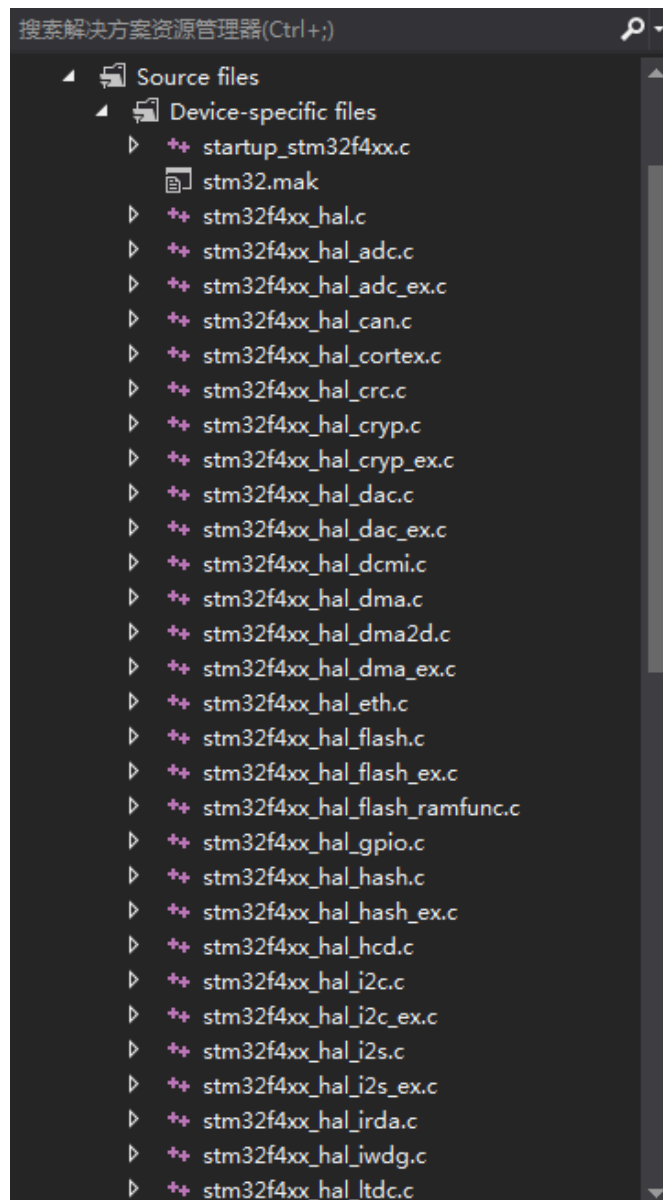 搜索解决方案资源管理器(Ctrl+;)
Source files
Device-specific files
startup_stm32f4xx.c
stm32.mak
stm32f4xx_hal.c
stm32f4xx_hal_adc.c
stm32f4xx_hal_adc_ex.c
stm32f4xx_hal_can.c
stm32f4xx_hal_cortex.c
stm32f4xx_hal_crc.c
stm32f4xx_hal_cryp.c
stm32f4xx_hal_cryp_ex.c
stm32f4xx_hal_dac.c
stm32f4xx_hal_dac_ex.c
stm32f4xx_hal_dcmi.c
stm32f4xx_hal_dma.c
stm32f4xx_hal_dma2d.c
stm32f4xx_hal_dma_ex.c
stm32f4xx_hal_eth.c
stm32f4xx_hal_flash.c
stm32f4xx_hal_flash_ex.c
stm32f4xx_hal_flash_ramfunc.c
stm32f4xx_hal_gpio.c
stm32f4xx_hal_hash.c
stm32f4xx_hal_hash_ex.c
stm32f4xx_hal_hcd.c
stm32f4xx_hal_i2c.c
stm32f4xx_hal_i2c_ex.c
stm32f4xx_hal_i2s.c
stm32f4xx_hal_i2s_ex.c
stm32f4xx_hal_irda.c
stm32f4xx_hal_iwdg.c
stm32f4xx_hal_ltdc.c